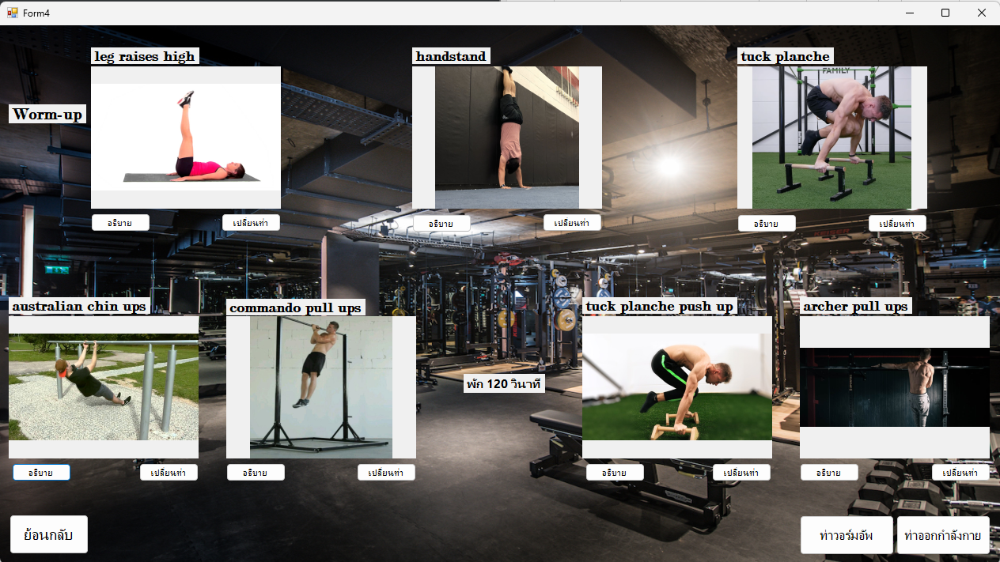 Form4
leg raises high
handstand
tuck planche
FAMILY
Worm-up
อธิบาย
เปลี่ยนท่า
อธิบาย
เปลี่ยนท่า
อธิบาย
เปลี่ยนท่า
australian chin ups
commando pull ups
tuck planche push up
archer pull ups
พัก 120 วินาที
อธิบาย
เปลี่ยนท่า
อธิบาย
เปลี่ยนท่า
อธิบาย
เปลี่ยนท่า
อธิบาย
เปลี่ยนท่า
ย้อนกลับ
ท่าวอร์มอัพ
ท่าออกกำลังกาย